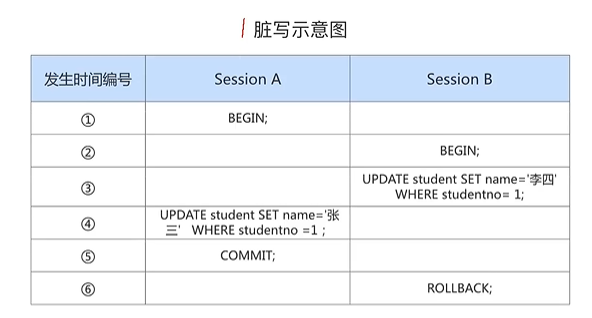 脏写示意图
发生时间编号 Session A Session B
① BEGIN;
② BEGIN;
③ UPDATE student SET name='李四'
WHERE studentno= 1;
④ UPDATE student SET name='张
三' WHERE studentno =1 ;
⑤ COMMIT;
⑥ ROLLBACK;